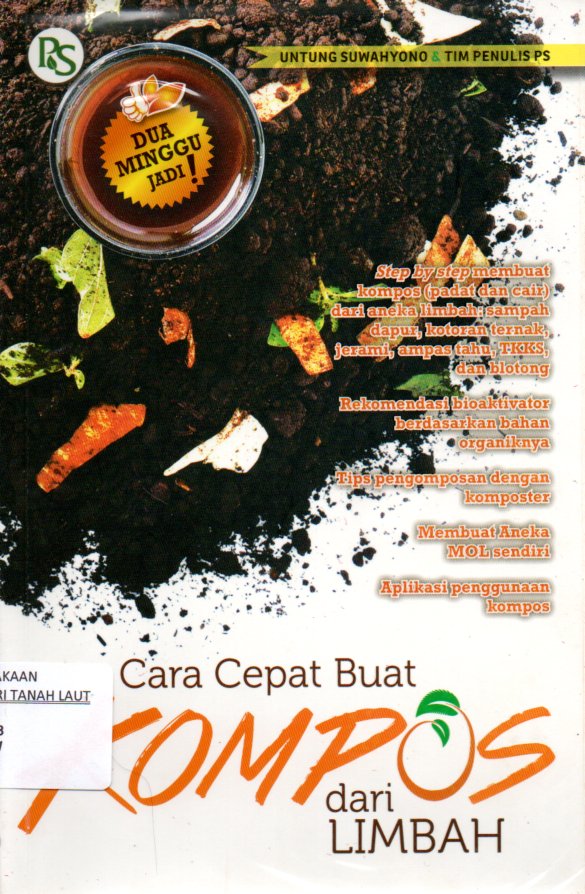 PS
UNTUNG SUWAHYONO & TIM PENULIS PS
DUA
MINGGU
JADI!
Step by step membuat
kompos (padat dan cair)
dari aneka limbah: sampah
dapur, kotoran ternak,
jerami, ampas tahu, TKKS,
dan blotong
Rekomendasi bioaktivator
berdasarkan bahan
organiknya
Tips pengomposan dengan
komposter
Membuat Aneka
MOL sendiri
Aplikasi penggunaan
kompos
AKAAN
RI TANAH LAUT
Cara Cepat Buat
KOMPOS
dari
LIMBAH